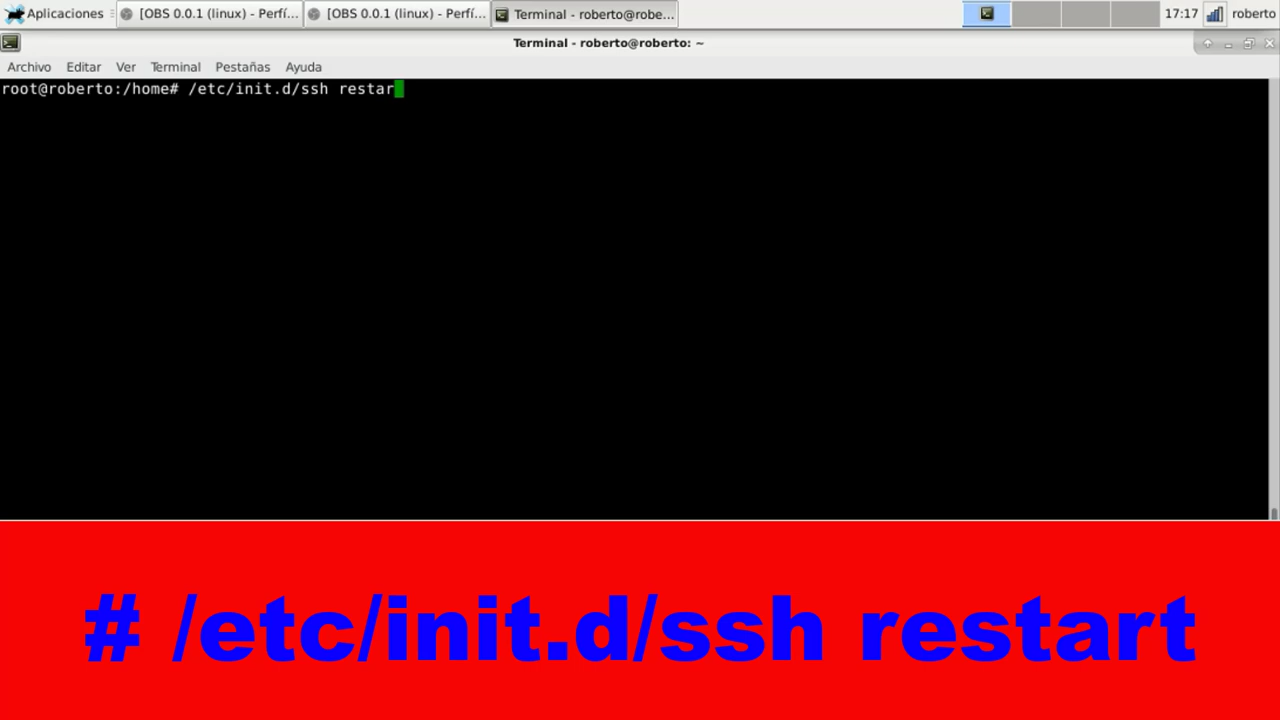 Aplicaciones [OBS 0.0.1 (linux) - Perfí... [OBS 0.0.1 (linux) - Perfí... Terminal - roberto@robe... 17:17 roberto
Terminal - roberto@roberto: ~
Archivo Editar Ver Terminal Pestañas Ayuda
root@roberto:/home# /etc/init.d/ssh restar
# /etc/init.d/ssh restart